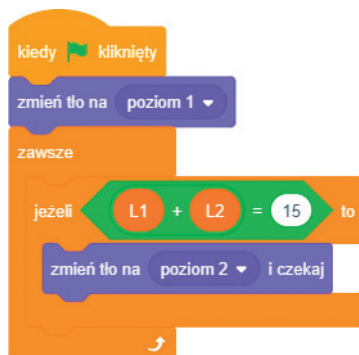 kiedy kliknięty
zmień tło na poziom 1
zawsze
jeżeli L1 + L2 = 15 to
zmień tło na poziom 2 i czekaj